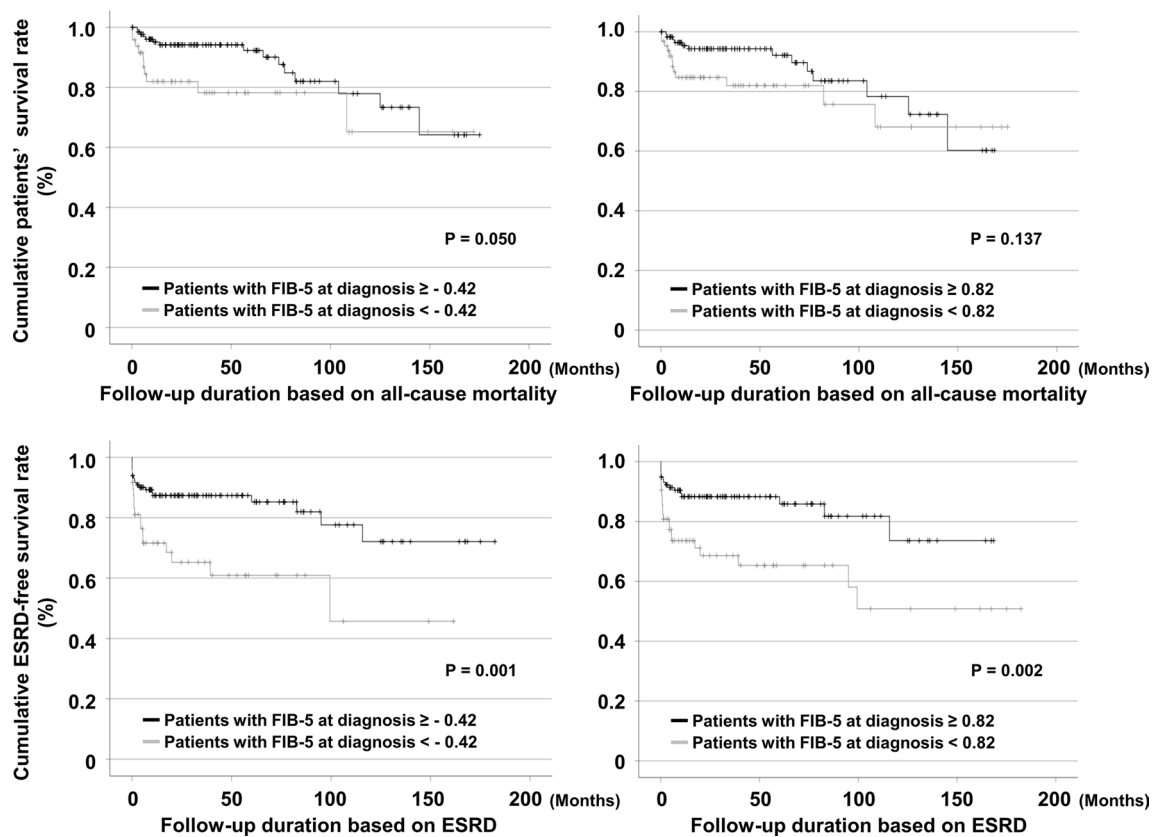 Cumulative patients' survival rate
(%)
1.0
0.8
0.6
0.4
0.2
0
P = 0.050
Patients with FIB-5 at diagnosis ≥ - 0.42
Patients with FIB-5 at diagnosis < - 0.42
0 50 100 150 200 (Months)
Follow-up duration based on all-cause mortality
1.0
0.8
0.6
0.4
0.2
0
P = 0.137
Patients with FIB-5 at diagnosis ≥ 0.82
Patients with FIB-5 at diagnosis < 0.82
0 50 100 150 200 (Months)
Follow-up duration based on all-cause mortality
Cumulative ESRD-free survival rate
(%)
1.0
0.8
0.6
0.4
0.2
0
P = 0.001
Patients with FIB-5 at diagnosis ≥ - 0.42
Patients with FIB-5 at diagnosis < - 0.42
0 50 100 150 200 (Months)
Follow-up duration based on ESRD
1.0
0.8
0.6
0.4
0.2
0
P = 0.002
Patients with FIB-5 at diagnosis ≥ 0.82
Patients with FIB-5 at diagnosis < 0.82
0 50 100 150 200 (Months)
Follow-up duration based on ESRD